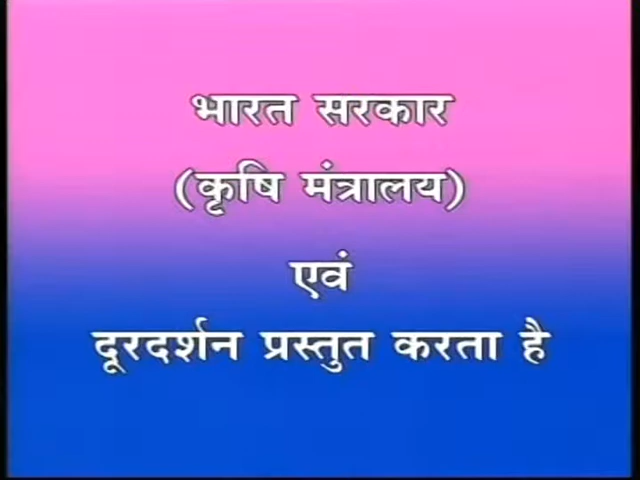 भारत सरकार
(कृषि मंत्रालय)
एवं
दूरदर्शन प्रस्तुत करता है